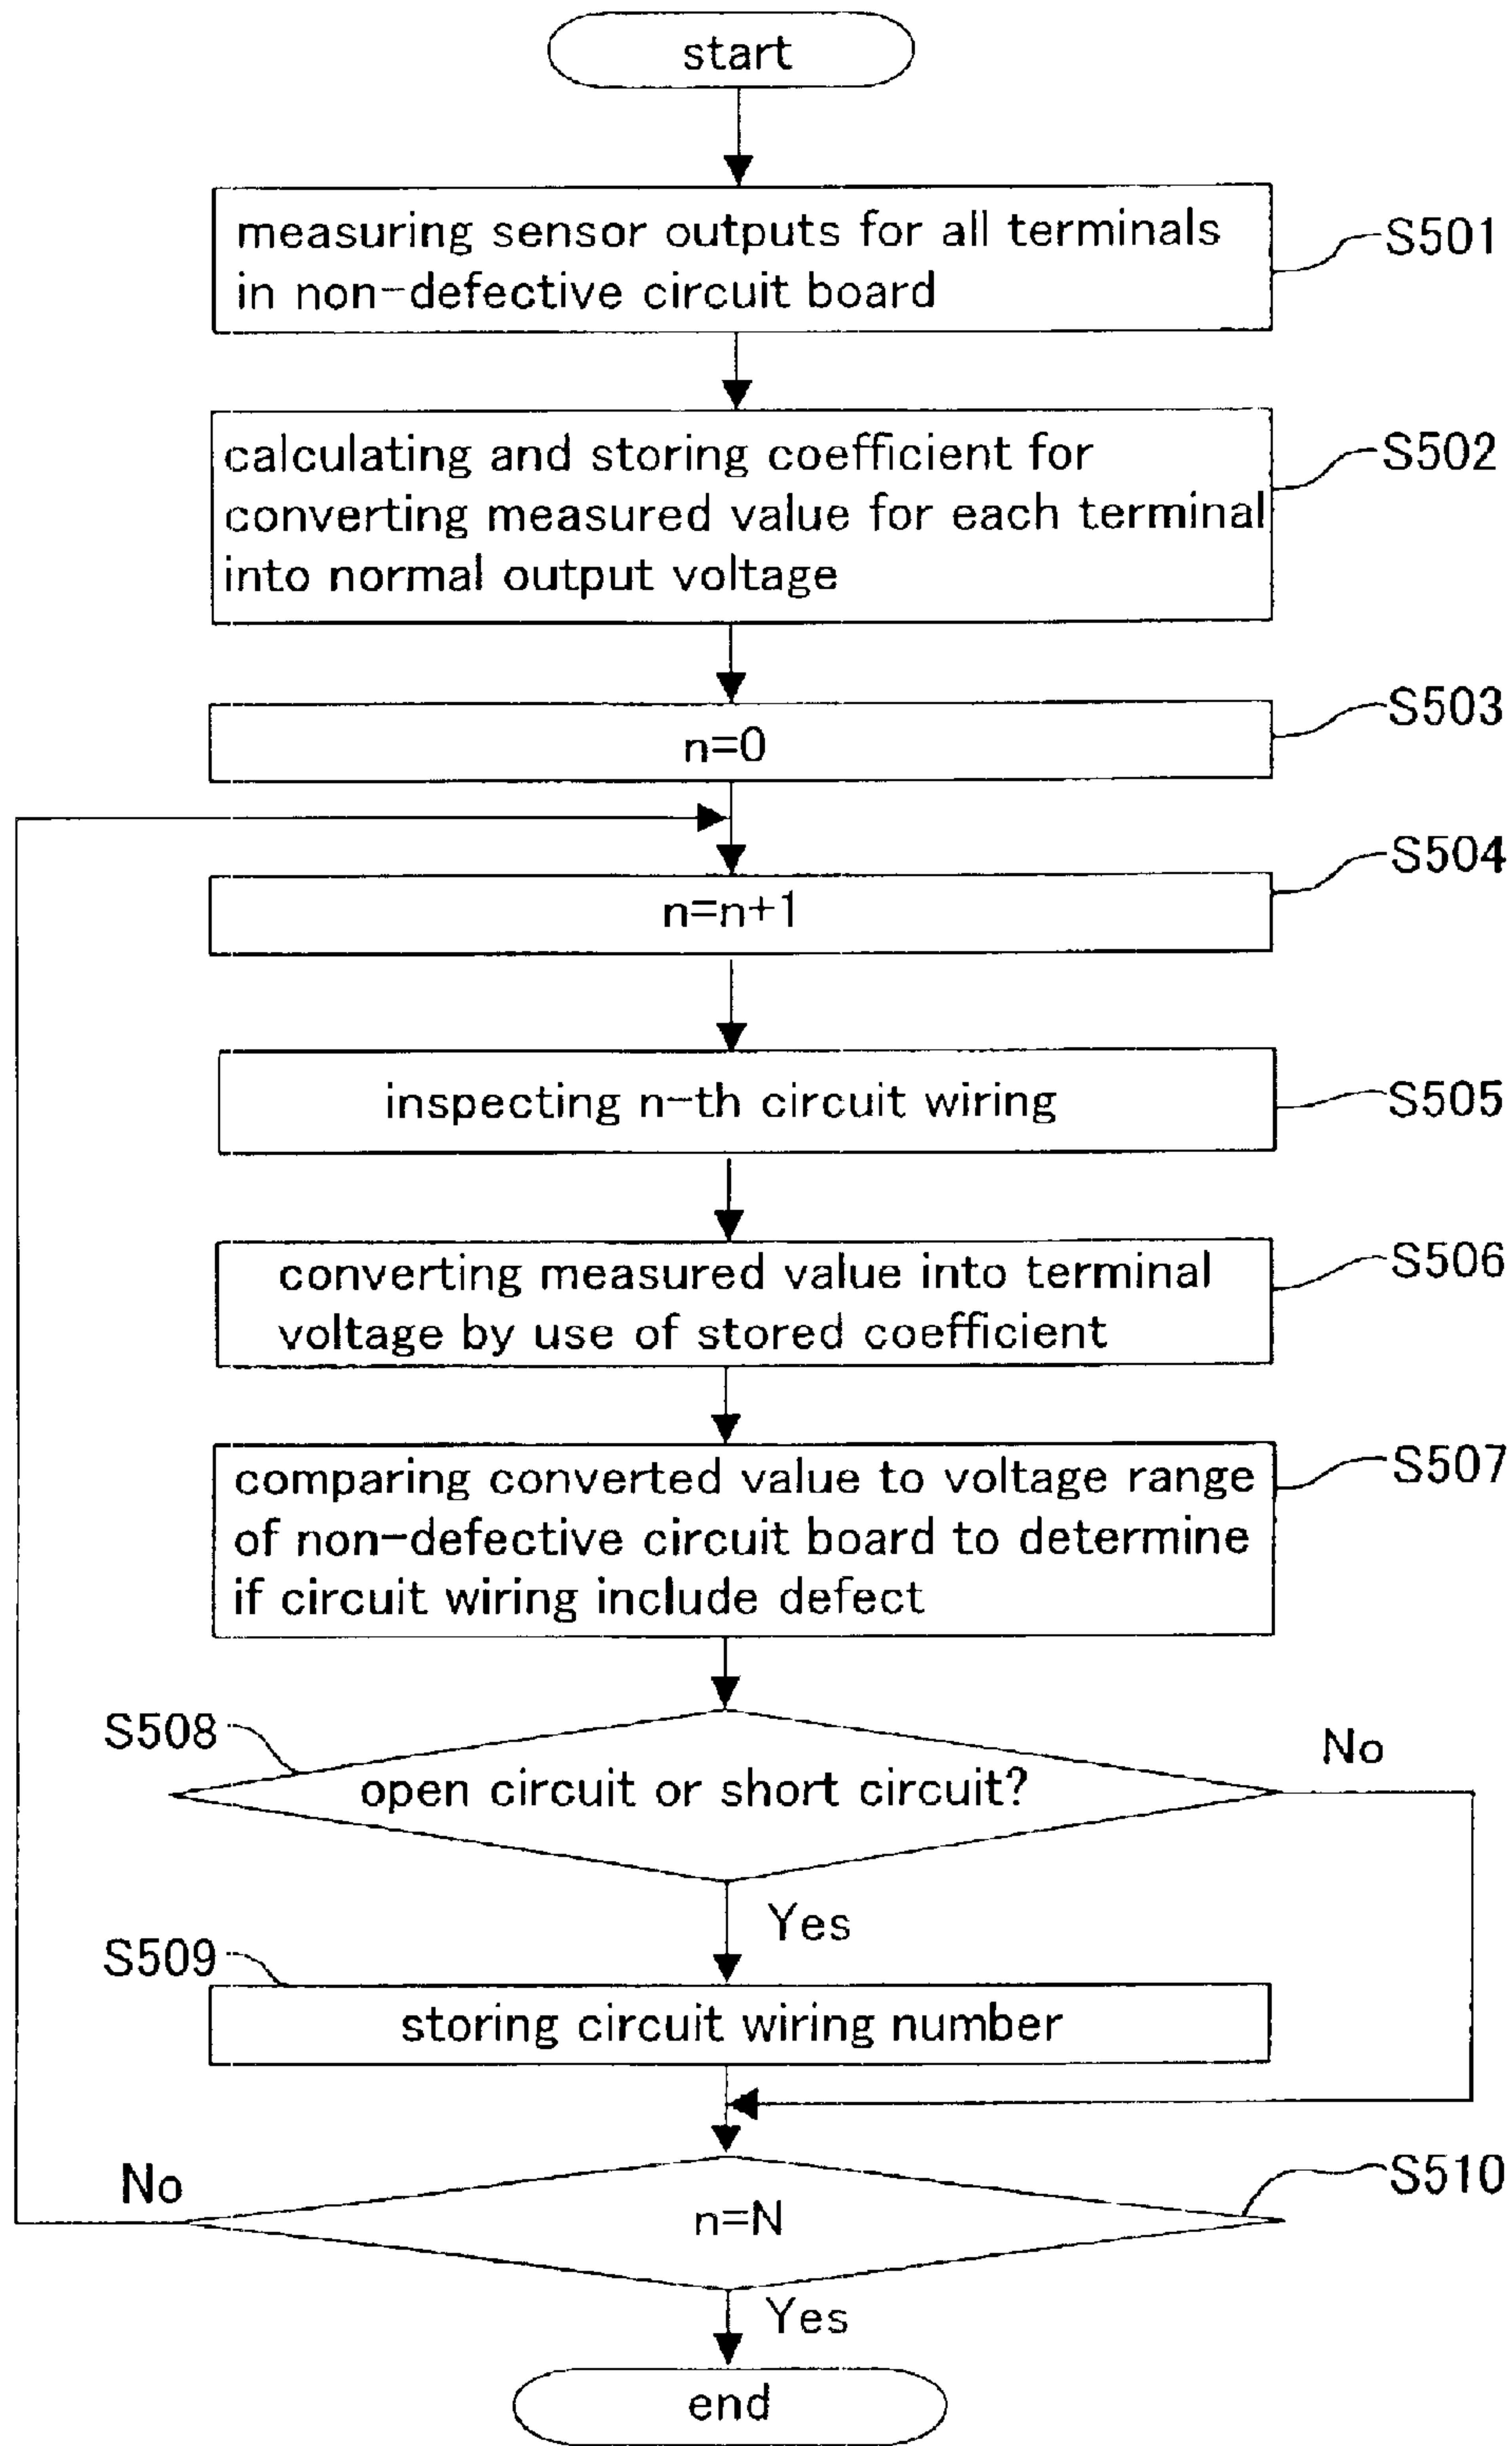 start
measuring sensor outputs for all terminals
in non-defective circuit board
S501
calculating and storing coefficient for
converting measured value for each terminal
into normal output voltage
S502
n=0
S503
n=n+1
S504
inspecting n-th circuit wiring
S505
converting measured value into terminal
voltage by use of stored coefficient
S506
comparing converted value to voltage range
of non-defective circuit board to determine
if circuit wiring include defect
S507
S508
open circuit or short circuit?
No
Yes
S509
storing circuit wiring number
No
n=N
S510
Yes
end